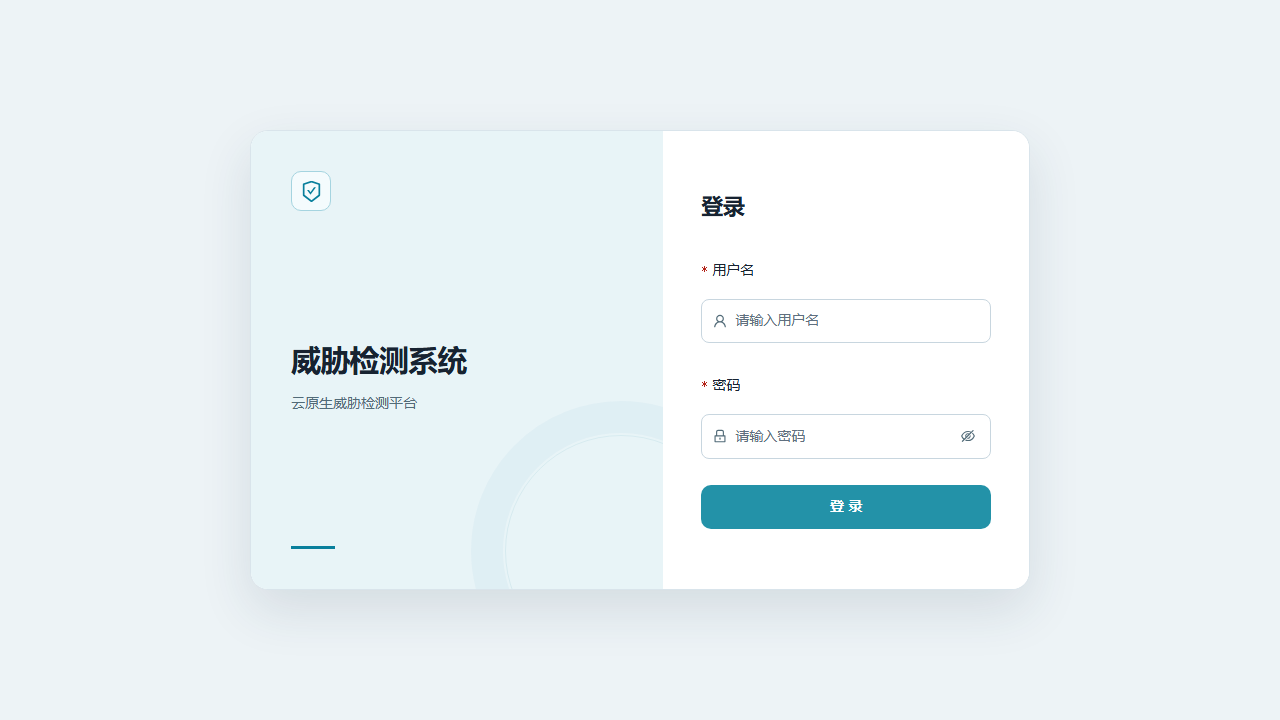 威胁检测系统
云原生威胁检测平台
登录
* 用户名
请输入用户名
* 密码
请输入密码
登 录